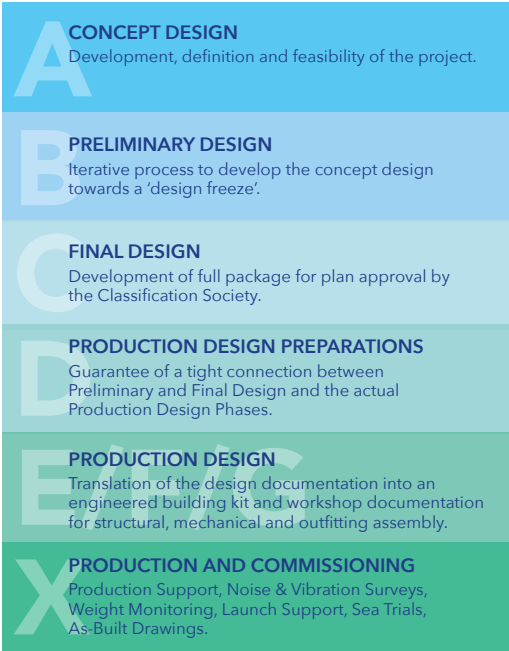 A
CONCEPT DESIGN
Development, definition and feasibility of the project.
B
PRELIMINARY DESIGN
Iterative process to develop the concept design
towards a ‘design freeze’.
C
FINAL DESIGN
Development of full package for plan approval by
the Classification Society.
D
PRODUCTION DESIGN PREPARATIONS
Guarantee of a tight connection between
Preliminary and Final Design and the actual
Production Design Phases.
E/F/G
PRODUCTION DESIGN
Translation of the design documentation into an
engineered building kit and workshop documentation
for structural, mechanical and outfitting assembly.
X
PRODUCTION AND COMMISSIONING
Production Support, Noise & Vibration Surveys,
Weight Monitoring, Launch Support, Sea Trials,
As-Built Drawings.